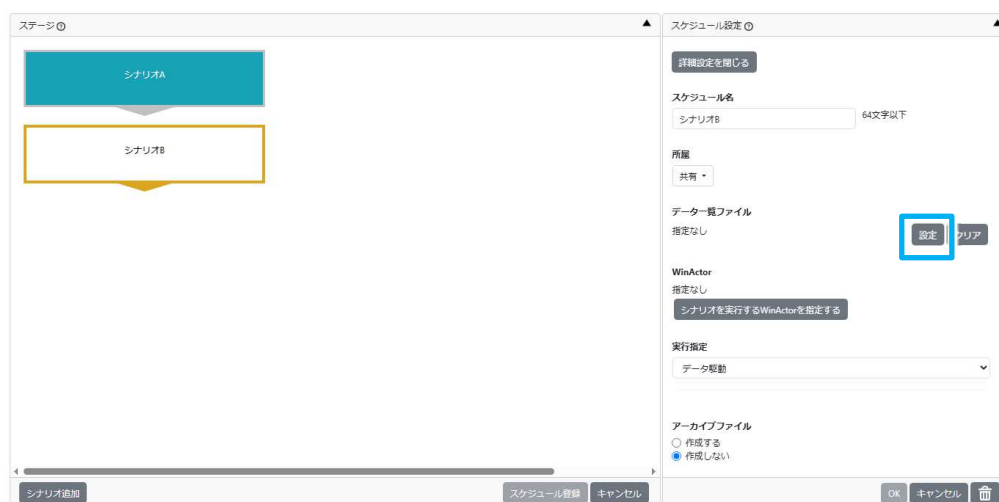 ステージ
シナリオA
シナリオB
シナリオ追加
スケジュール登録
キャンセル
スケジュール設定
詳細設定を閉じる
スケジュール名
シナリオB
64文字以下
所属
共有
データ一覧ファイル
指定なし
設定
クリア
WinActor
指定なし
シナリオを実行するWinActorを指定する
実行指定
データ駆動
アーカイブファイル
作成する
作成しない
OK
キャンセル